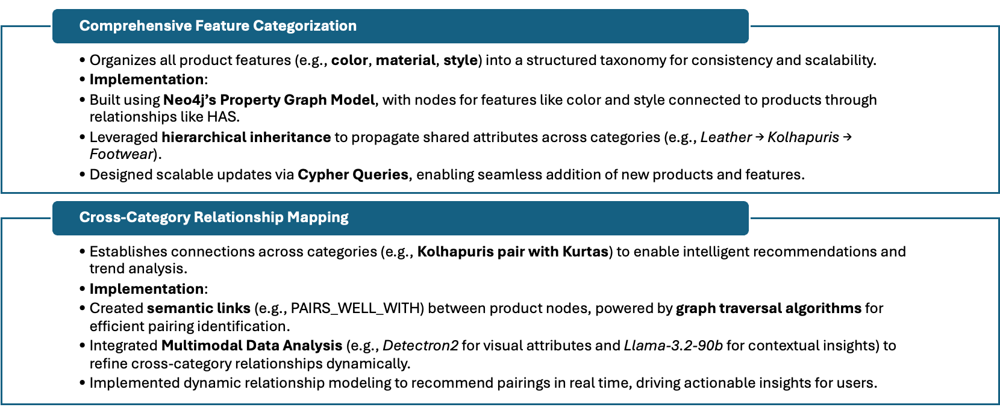 Comprehensive Feature Categorization
• Organizes all product features (e.g., color, material, style) into a structured taxonomy for consistency and scalability.
• Implementation:
• Built using Neo4j’s Property Graph Model, with nodes for features like color and style connected to products through
relationships like HAS.
• Leveraged hierarchical inheritance to propagate shared attributes across categories (e.g., Leather → Kolhapuris →
Footwear).
• Designed scalable updates via Cypher Queries, enabling seamless addition of new products and features.
Cross-Category Relationship Mapping
• Establishes connections across categories (e.g., Kolhapuris pair with Kurtas) to enable intelligent recommendations and
trend analysis.
• Implementation:
• Created semantic links (e.g., PAIRS_WELL_WITH) between product nodes, powered by graph traversal algorithms for
efficient pairing identification.
• Integrated Multimodal Data Analysis (e.g., Detectron2 for visual attributes and Llama-3.2-90b for contextual insights) to
refine cross-category relationships dynamically.
• Implemented dynamic relationship modeling to recommend pairings in real time, driving actionable insights for users.